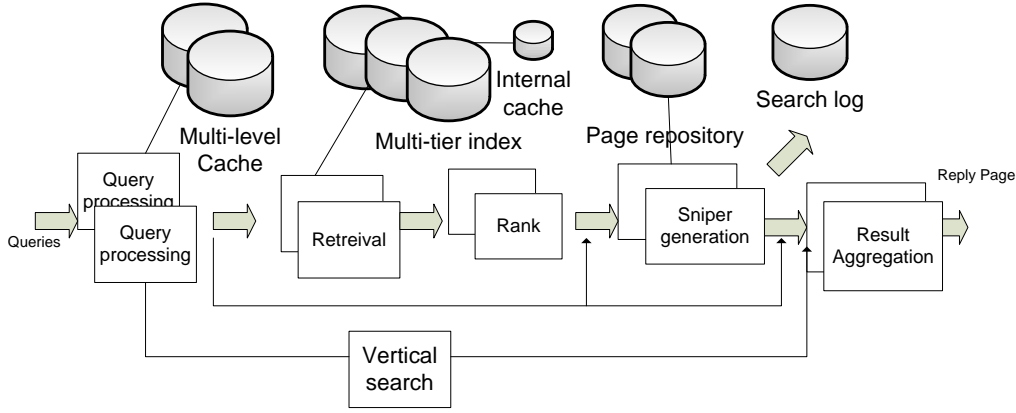 Internal
cache
Search log
Multi-level
Cache
Multi-tier index
Page repository
Queries
Query
processing
Query
processing
Retreival
Rank
Sniper
generation
Result
Aggregation
Reply Page
Vertical
search